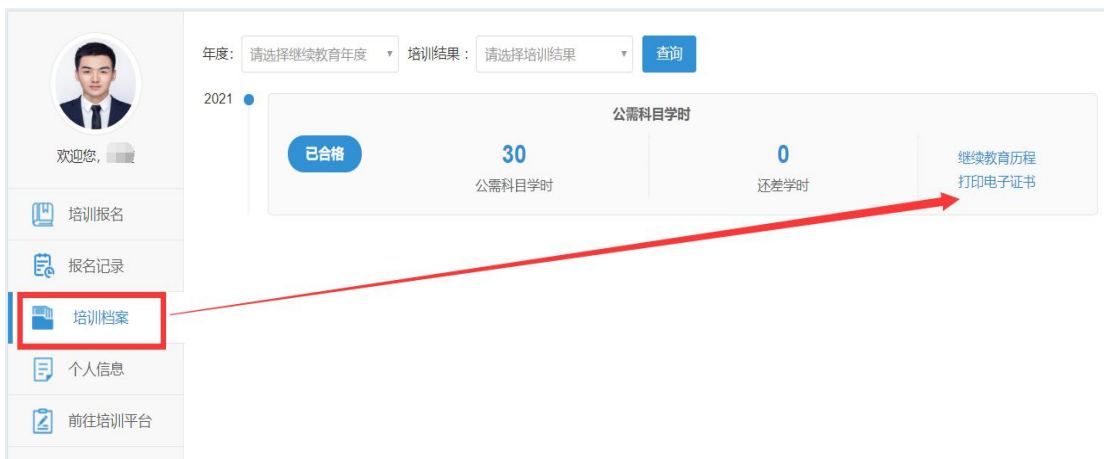 年度： 请选择继续教育年度 培训结果： 请选择培训结果 查询
2021
公需科目学时
已合格
30
公需科目学时
0
还差学时
继续教育历程
打印电子证书
欢迎您，
培训报名
报名记录
培训档案
个人信息
前往培训平台